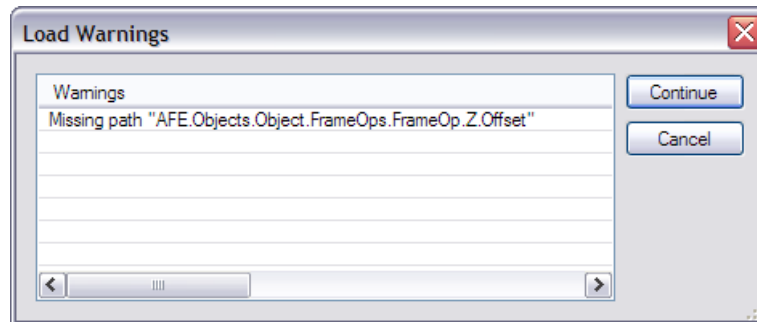 Load Warnings
Warnings
Continue
Missing path "AFE.Objects.Object.FrameOps.FrameOp.Z.Offset"
Cancel